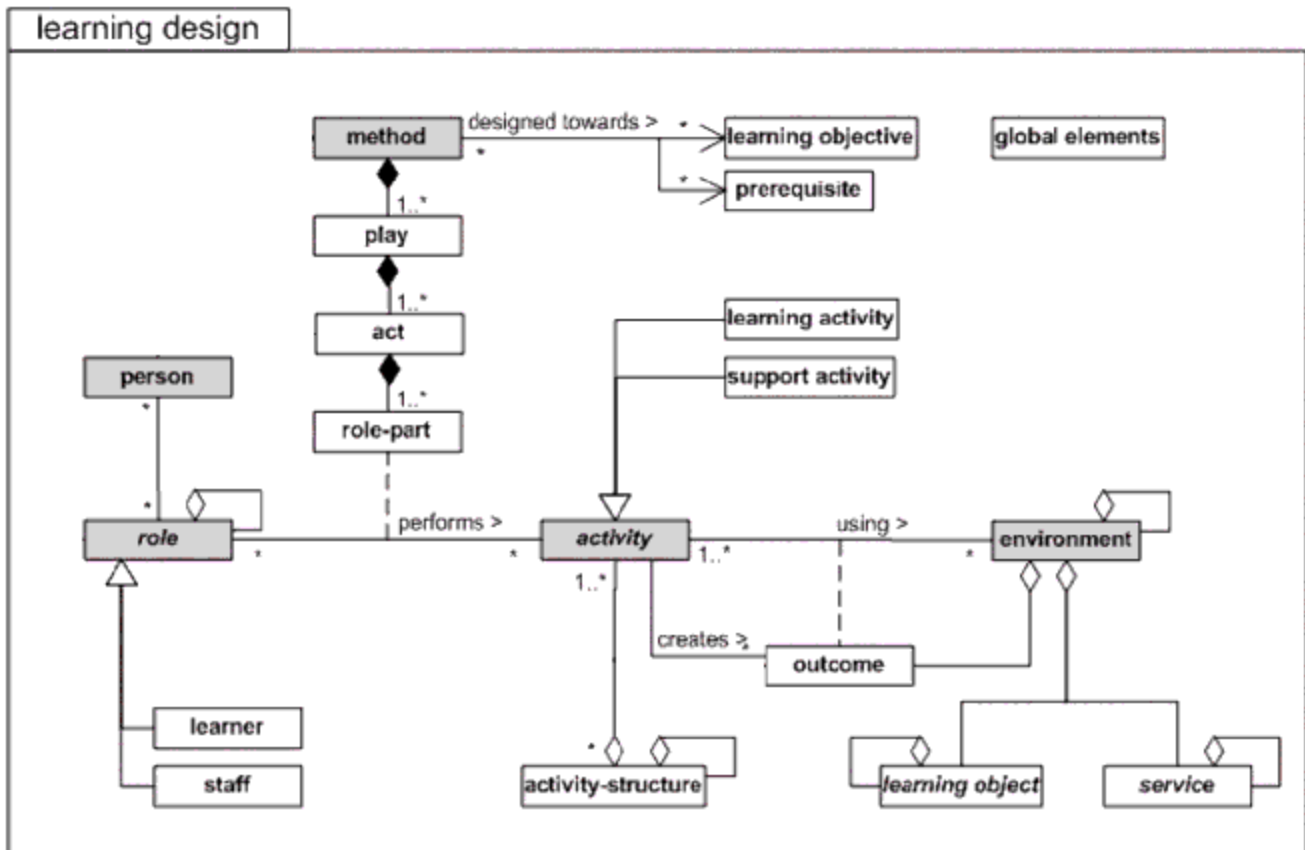 learning design
method
designed towards >
*
*
learning objective
global elements
*
prerequisite
1..*
play
1..*
act
learning activity
person
support activity
*
1..*
role-part
*
role
*
performs >
*
activity
1..*
using >
*
environment
1..*
creates >
*
outcome
learner
staff
*
activity-structure
learning object
service